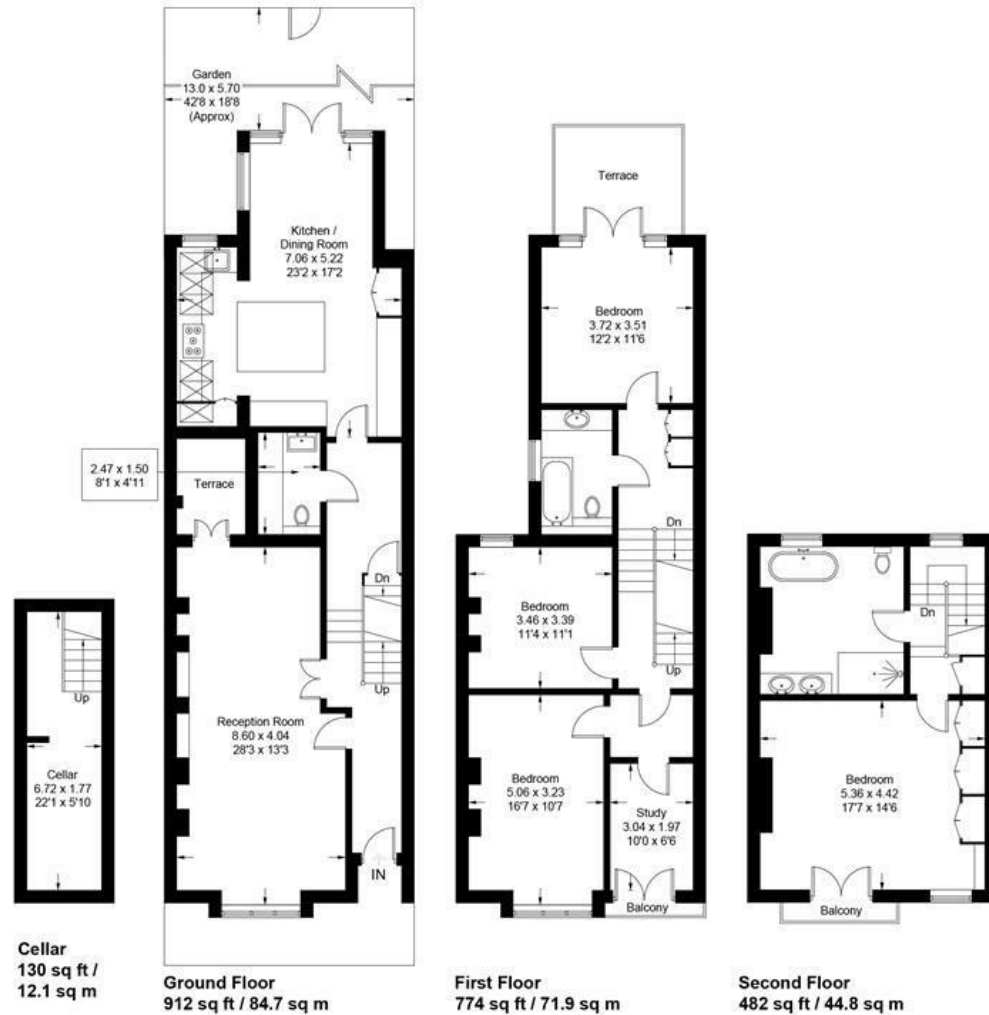 Garden
13.0 x 5.70
42'8 x 18'8
(Approx)
Kitchen /
Dining Room
7.06 x 5.22
23'2 x 17'2
2.47 x 1.50
8'1 x 4'11
Terrace
Dn
Up
Reception Room
8.60 x 4.04
28'3 x 13'3
IN
Terrace
Bedroom
3.72 x 3.51
12'2 x 11'6
Dn
Bedroom
3.46 x 3.39
11'4 x 11'1
Up
Bedroom
5.06 x 3.23
16'7 x 10'7
Study
3.04 x 1.97
10'0 x 6'6
Balcony
Dn
Bedroom
5.36 x 4.42
17'7 x 14'6
Balcony
Up
Cellar
6.72 x 1.77
22'1 x 5'10
Cellar
130 sq ft /
12.1 sq m
Ground Floor
912 sq ft / 84.7 sq m
First Floor
774 sq ft / 71.9 sq m
Second Floor
482 sq ft / 44.8 sq m